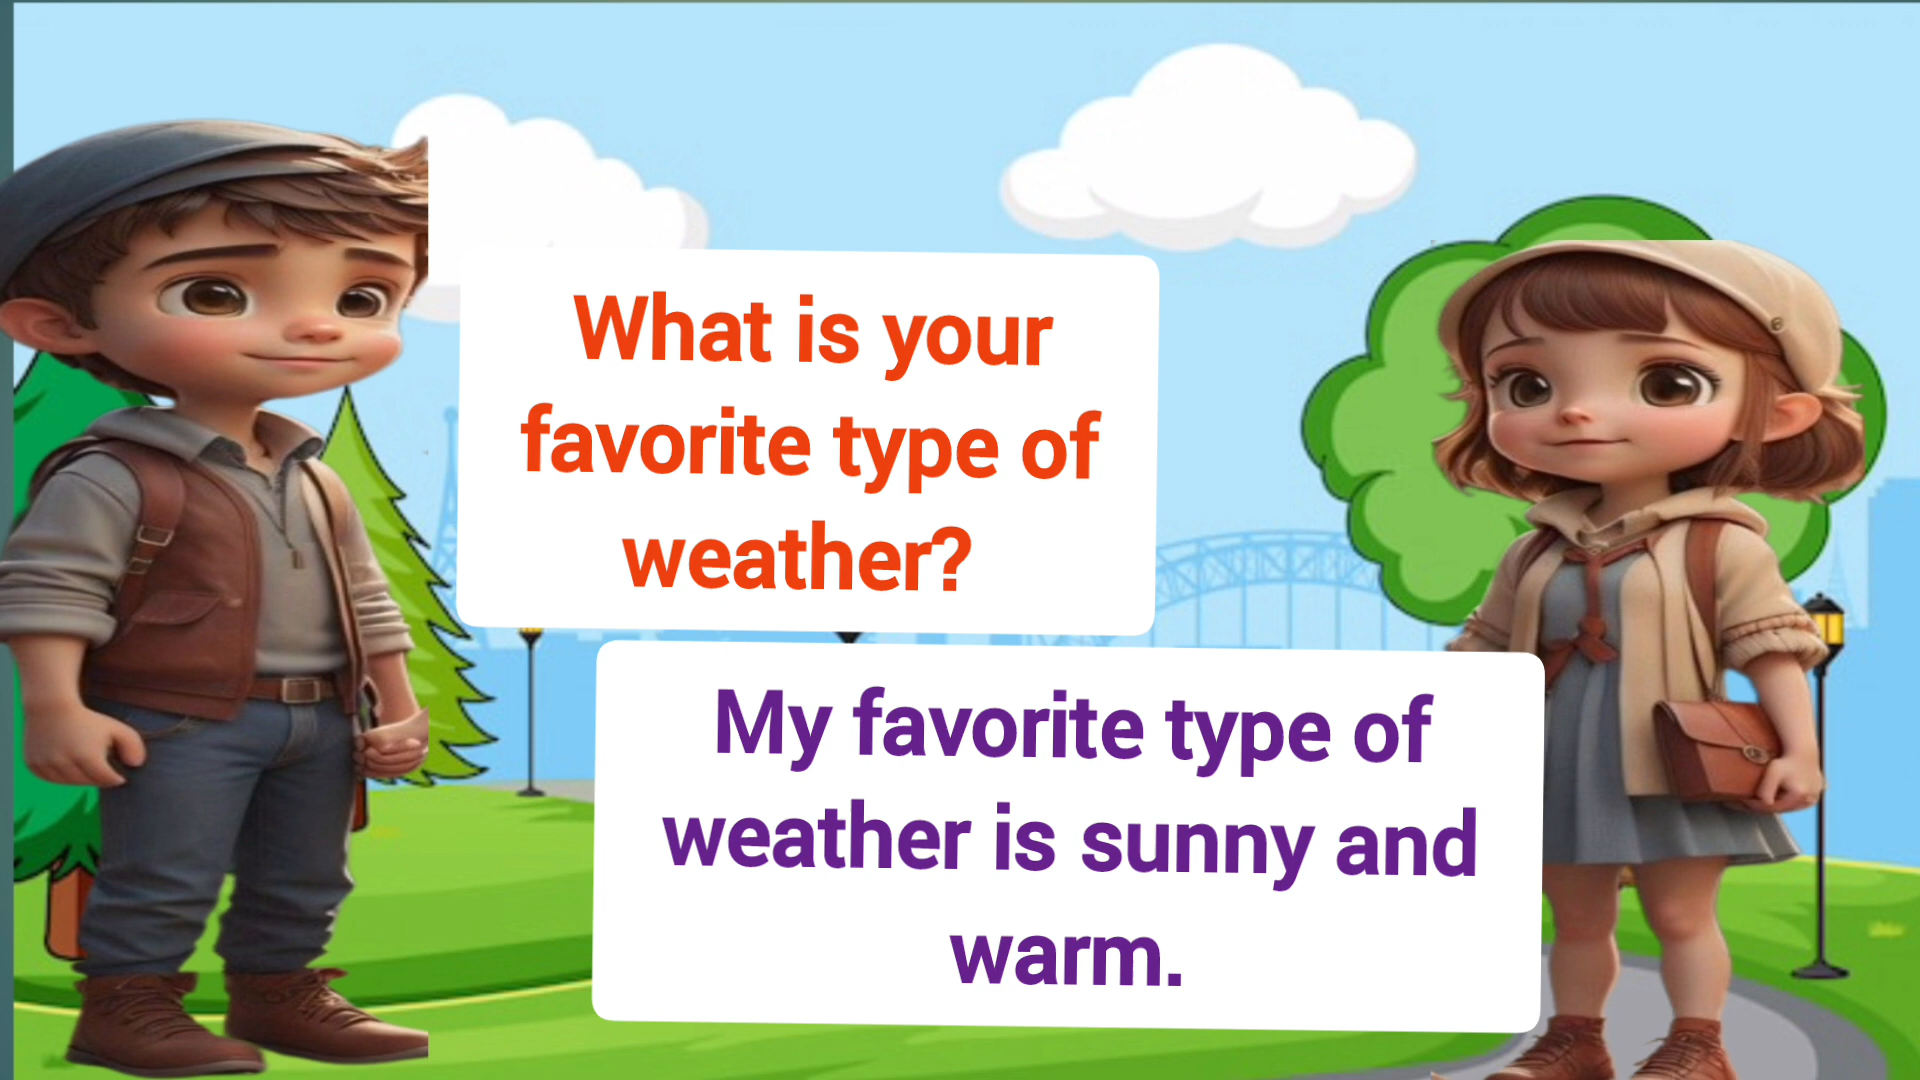 What is your
favorite type of
weather?
My favorite type of
weather is sunny and
warm.